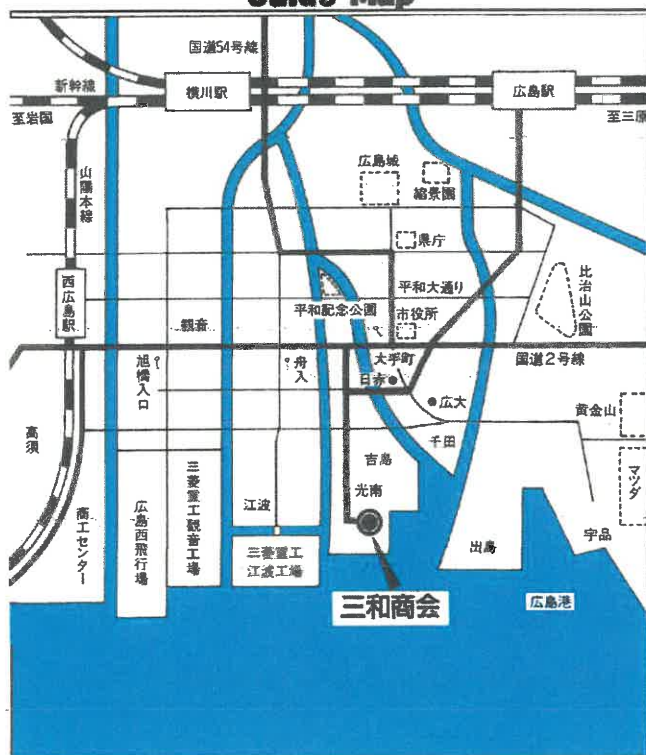 Guide Map
国道54号線
新幹線
横川駅
広島駅
至岩国
至三原
山陽本線
広島城
縮景園
県庁
西広島駅
平和大通り
比治山公園
平和記念公園
市役所
観音
旭橋入口
舟入
大手町
国道2号線
日赤
広大
黄金山
高須
千田
吉島
マツダ
商工センター
広島西飛行場
三菱重工観音工場
江波
光南
宇品
三菱重工
江波工場
出島
三和商会
広島港